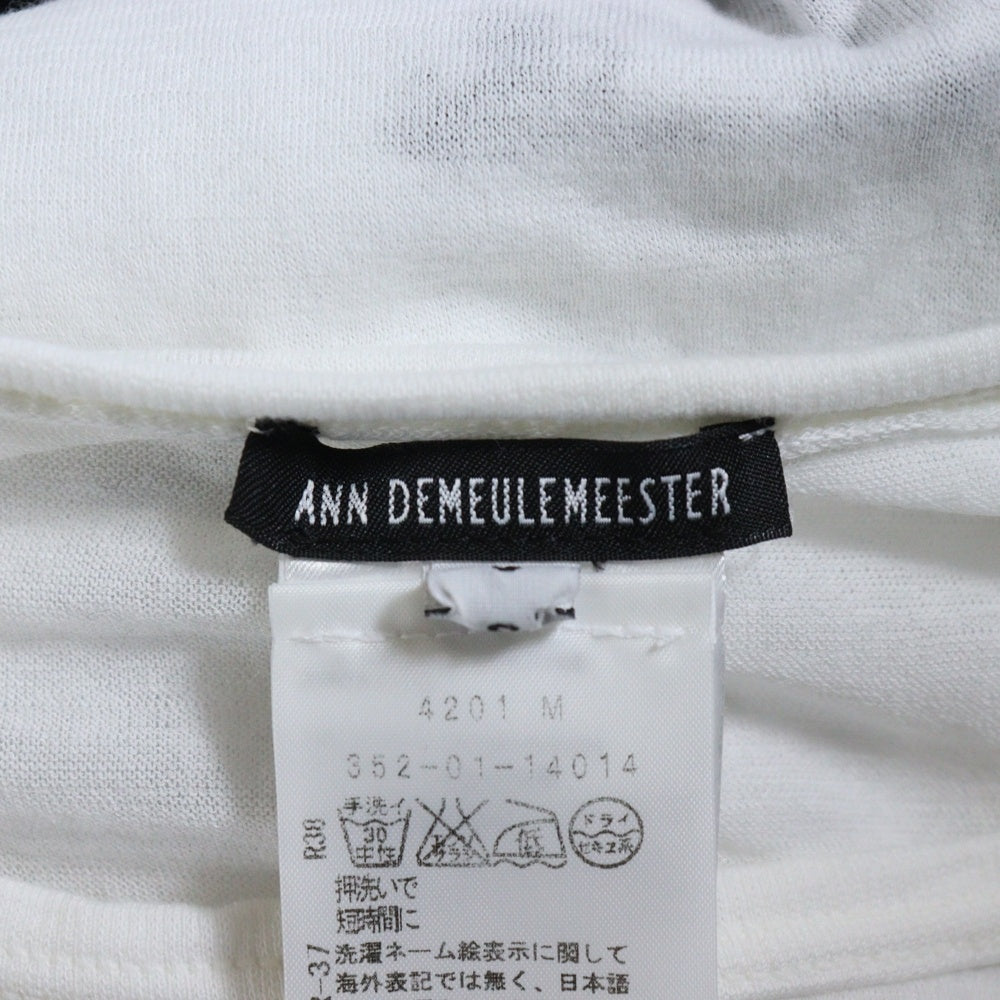 ANN DEMEULEMEESTER
4201 M
352-01-14014
手洗イ
30
中性
低
ドライ
セキユ系
R38
押洗いで
短時間に
洗濯ネーム絵表示に関して
海外表記では無く、日本語